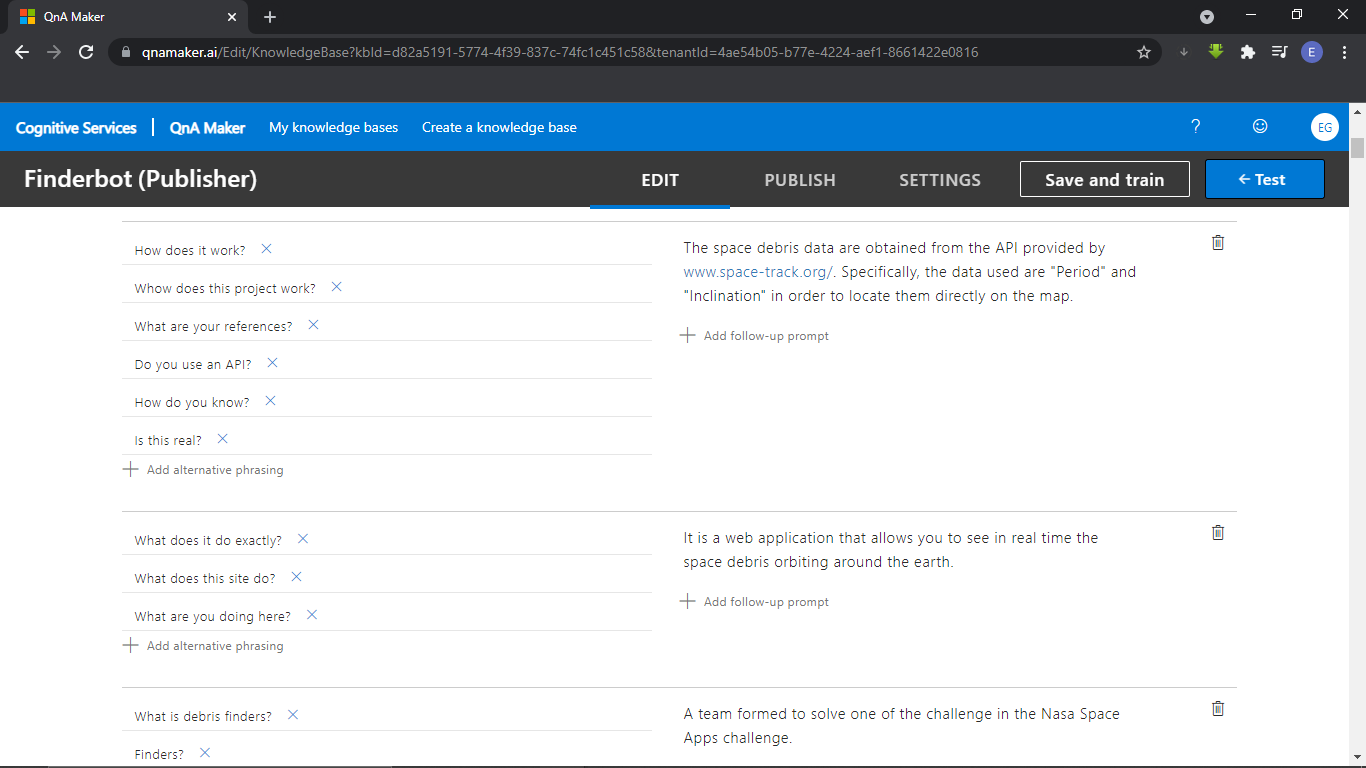 QnA Maker
qnamaker.ai/Edit/KnowledgeBase?kbId=d82a5191-5774-4f39-837c-74fc1c451c58&tenantId=4ae54b05-b77e-4224-aef1-8661422e0816
E
Cognitive Services | QnA Maker My knowledge bases Create a knowledge base ? EG
Finderbot (Publisher) EDIT PUBLISH SETTINGS Save and train ← Test
How does it work?
Whow does this project work?
What are your references?
Do you use an API?
How do you know?
Is this real?
Add alternative phrasing
The space debris data are obtained from the API provided by
www.space-track.org/. Specifically, the data used are "Period" and
"Inclination" in order to locate them directly on the map.
Add follow-up prompt
What does it do exactly?
What does this site do?
What are you doing here?
Add alternative phrasing
It is a web application that allows you to see in real time the
space debris orbiting around the earth.
Add follow-up prompt
What is debris finders?
Finders?
A team formed to solve one of the challenge in the Nasa Space
Apps challenge.